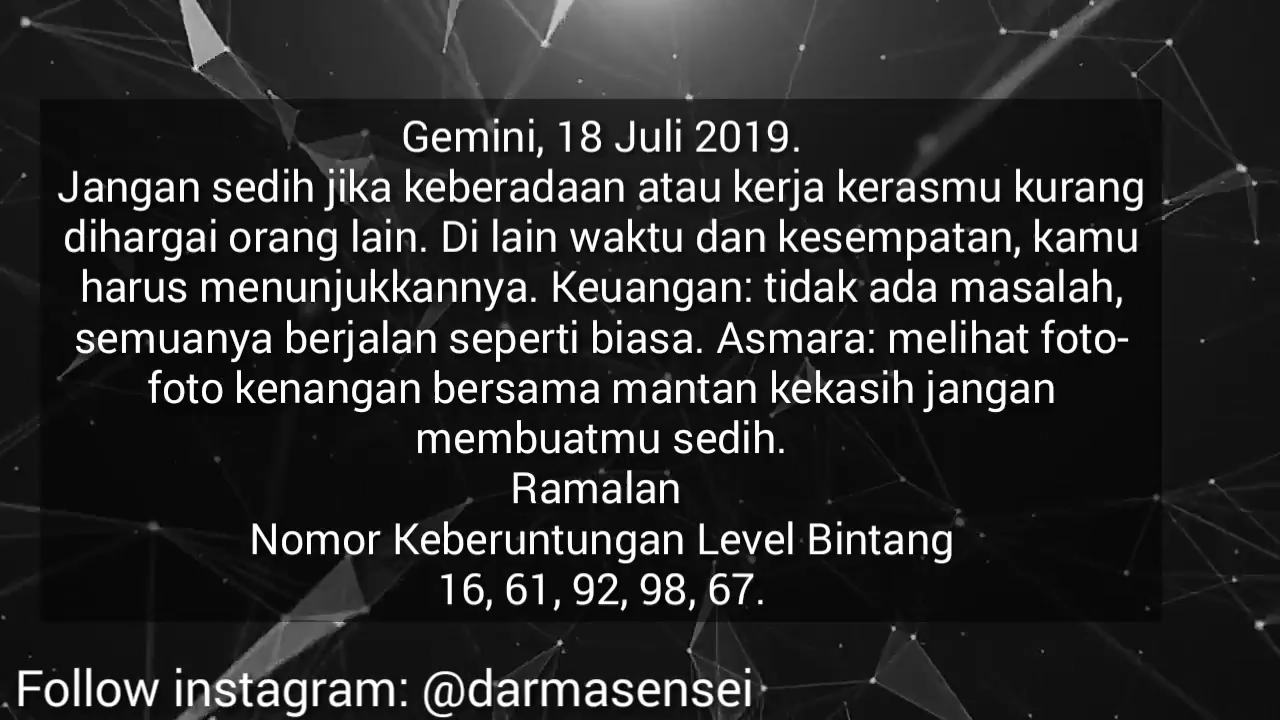 Gemini, 18 Juli 2019.
Jangan sedih jika keberadaan atau kerja kerasmu kurang
dihargai orang lain. Di lain waktu dan kesempatan, kamu
harus menunjukkannya. Keuangan: tidak ada masalah,
semuanya berjalan seperti biasa. Asmara: melihat foto-
foto kenangan bersama mantan kekasih jangan
membuatmu sedih.
Ramalan
Nomor Keberuntungan Level Bintang
16, 61, 92, 98, 67.
Follow instagram: @darmasensei